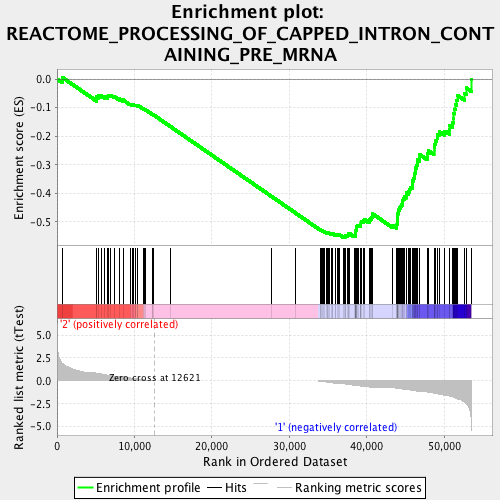 Enrichment plot:
REACTOME_PROCESSING_OF_CAPPED_INTRON_CONT
AINING_PRE_MRNA
Enrichment score (ES)
0.0
-0.1
-0.2
-0.3
-0.4
-0.5
Ranked list metric (tTest)
'2' (positively correlated)
5.0
2.5
0.0
-2.5
-5.0
Zero cross at 12621
'1' (negatively correlated)
0
10,000
20,000
30,000
40,000
50,000
Rank in Ordered Dataset
Enrichment profile
Hits
Ranking metric scores